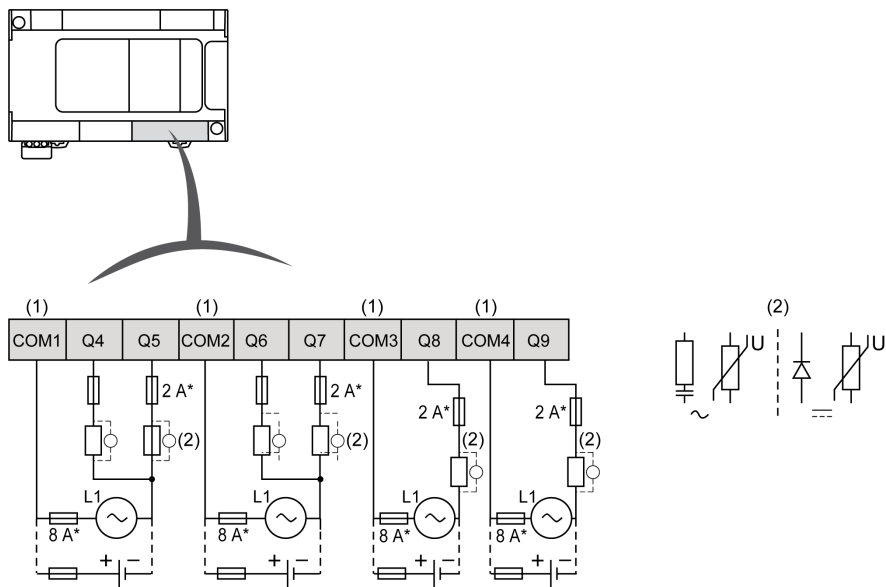 (1) (1) (1) (1) (2)
COM1 Q4 Q5 COM2 Q6 Q7 COM3 Q8 COM4 Q9
U U
2 A* 2 A* 2 A* 2 A*
(2) (2) (2) (2)
L1 L1 L1 L1
8 A* 8 A* 8 A* 8 A*
+ − + − + − + −